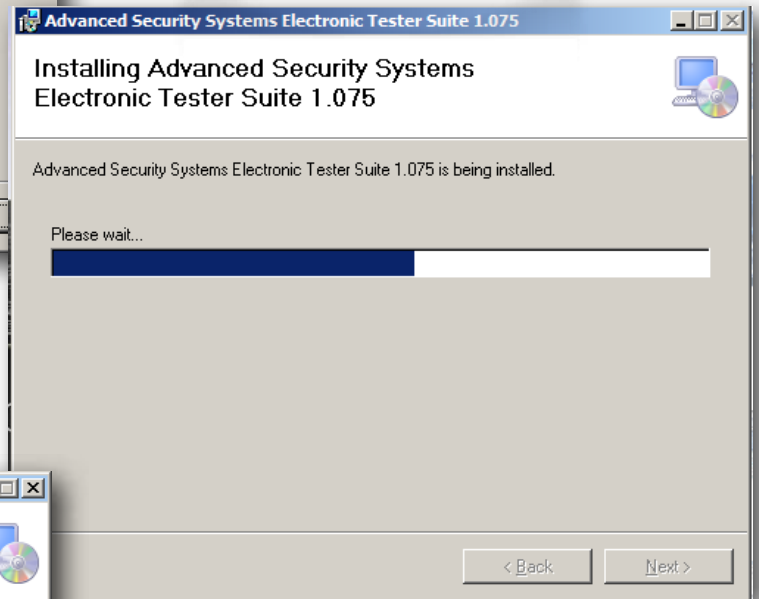 Advanced Security Systems Electronic Tester Suite 1.075
Installing Advanced Security Systems
Electronic Tester Suite 1.075
Advanced Security Systems Electronic Tester Suite 1.075 is being installed.
Please wait...
< Back
Next >